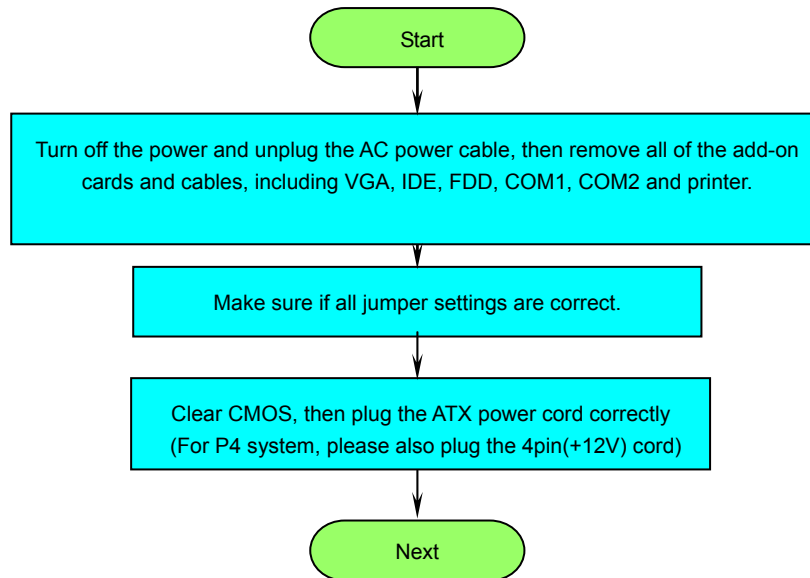 Start
Turn off the power and unplug the AC power cable, then remove all of the add-on
cards and cables, including VGA, IDE, FDD, COM1, COM2 and printer.
Make sure if all jumper settings are correct.
Clear CMOS, then plug the ATX power cord correctly
(For P4 system, please also plug the 4pin(+12V) cord)
Next